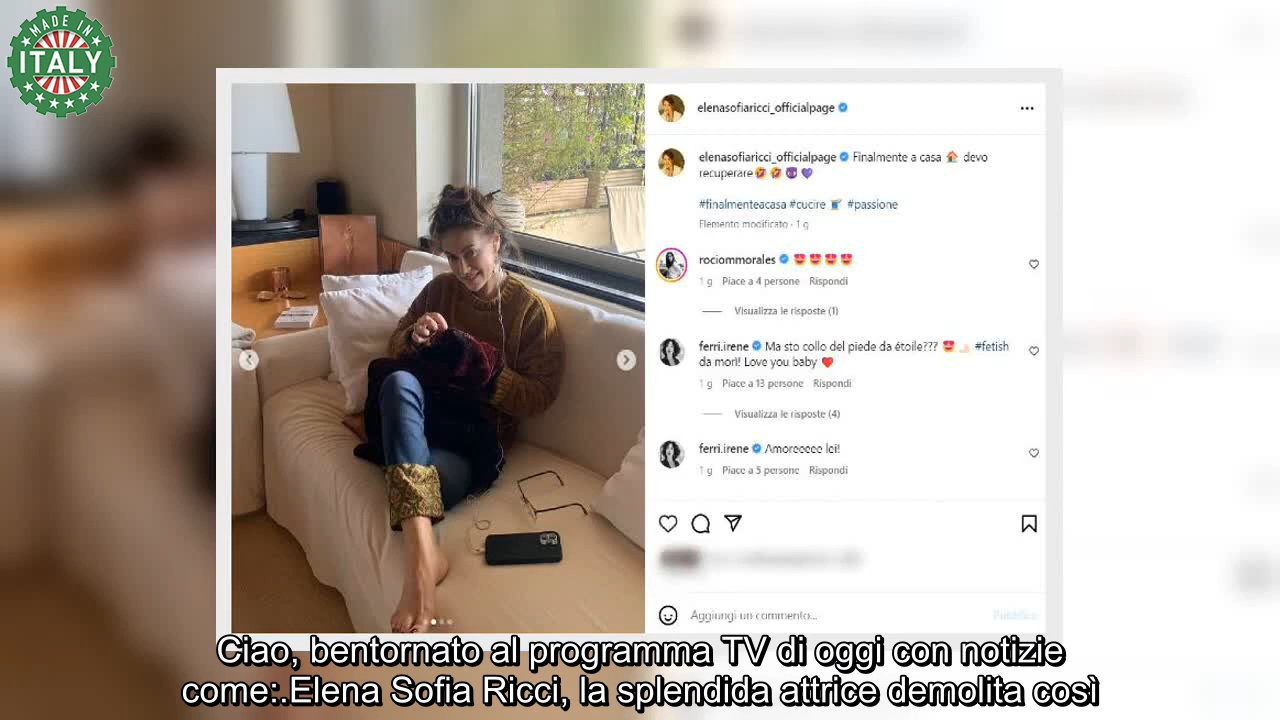 MADE IN
ITALY
elenasofiaricci_officialpage
elenasofiaricci_officialpage Finalmente a casa 🏠 devo
recuperare🤣🤣😈💜
#finalmenteacasa #cucire 🧵 #passione
Elemento modificato · 1 g
rociommorales 😍😍😍😍
1 g Piace a 4 persone Rispondi
Visualizza le risposte (1)
ferri.irene Ma sto collo del piede da étoile??? 😍🦶🏻 #fetish
da mori! Love you baby ❤️
1 g Piace a 13 persone Rispondi
Visualizza le risposte (4)
ferri.irene Amoreeeee lei!
1 g Piace a 5 persone Rispondi
Aggiungi un commento...
Pubblica
Ciao, bentornato al programma TV di oggi con notizie
come:.Elena Sofia Ricci, la splendida attrice demolita così